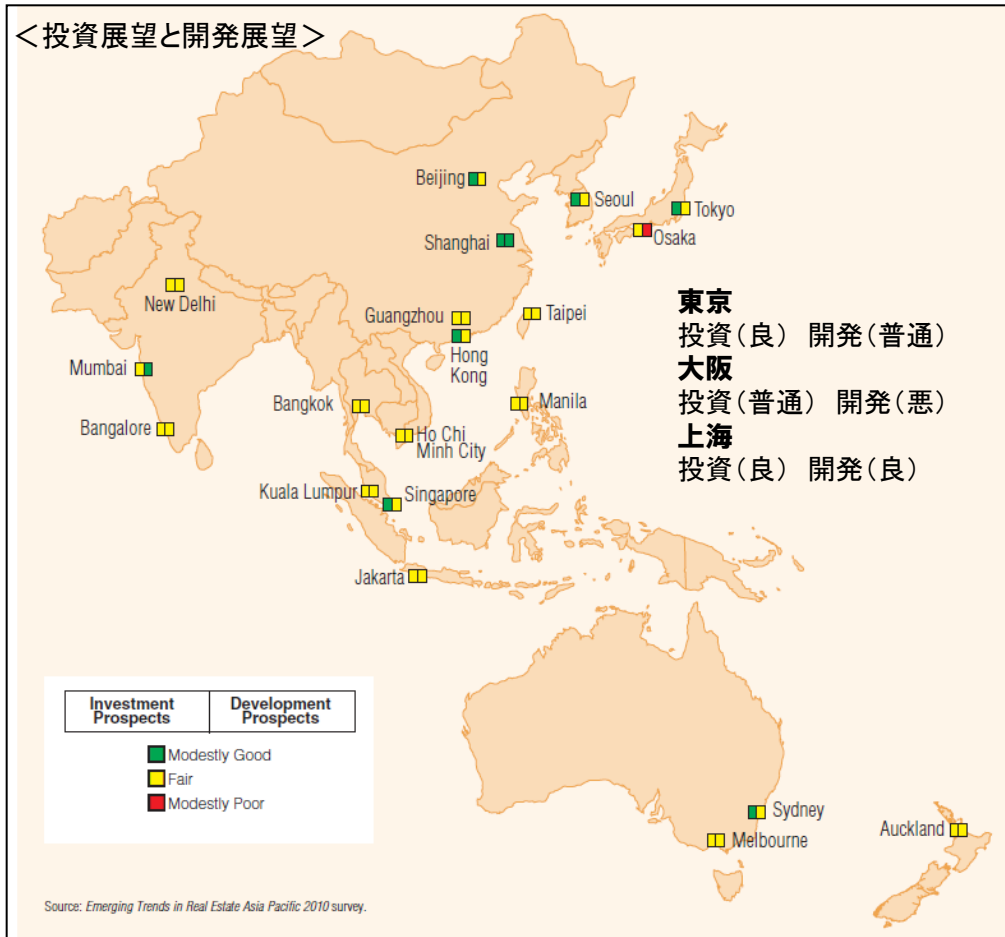 ＜投資展望と開発展望＞
Beijing
Seoul
Tokyo
Shanghai
Osaka
New Delhi
Guangzhou
Taipei
Hong
Kong
Mumbai
Bangkok
Manila
Bangalore
Ho Chi
Minh City
Kuala Lumpur
Singapore
Jakarta
東京
投資（良） 開発（普通）
大阪
投資（普通） 開発（悪）
上海
投資（良） 開発（良）
Sydney
Melbourne
Auckland
Investment
Prospects
Development
Prospects
Modestly Good
Fair
Modestly Poor
Source: Emerging Trends in Real Estate Asia Pacific 2010 survey.